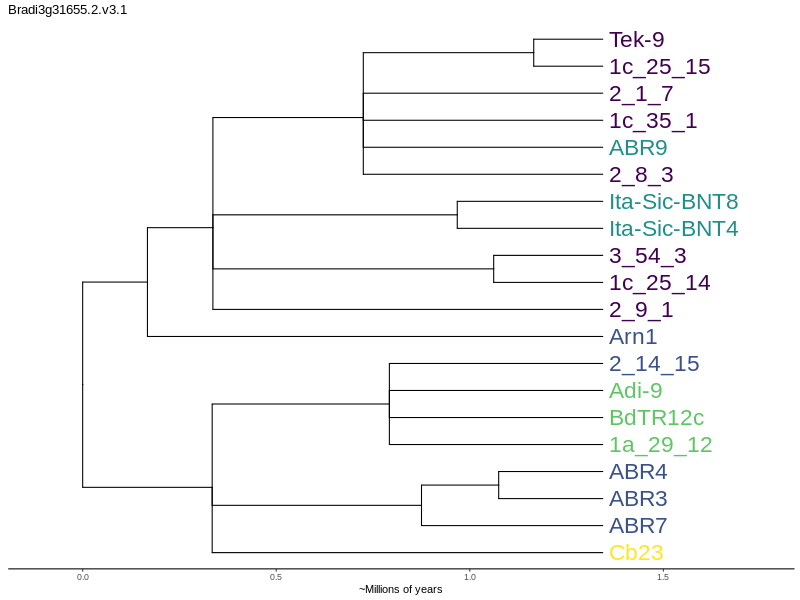 Bradi3g31655.2.v3.1
Tek-9
1c_25_15
2_1_7
1c_35_1
ABR9
2_8_3
Ita-Sic-BNT8
Ita-Sic-BNT4
3_54_3
1c_25_14
2_9_1
Arn1
2_14_15
Adi-9
BdTR12c
1a_29_12
ABR4
ABR3
ABR7
Cb23
0.0 0.5 1.0 1.5
~Millions of years